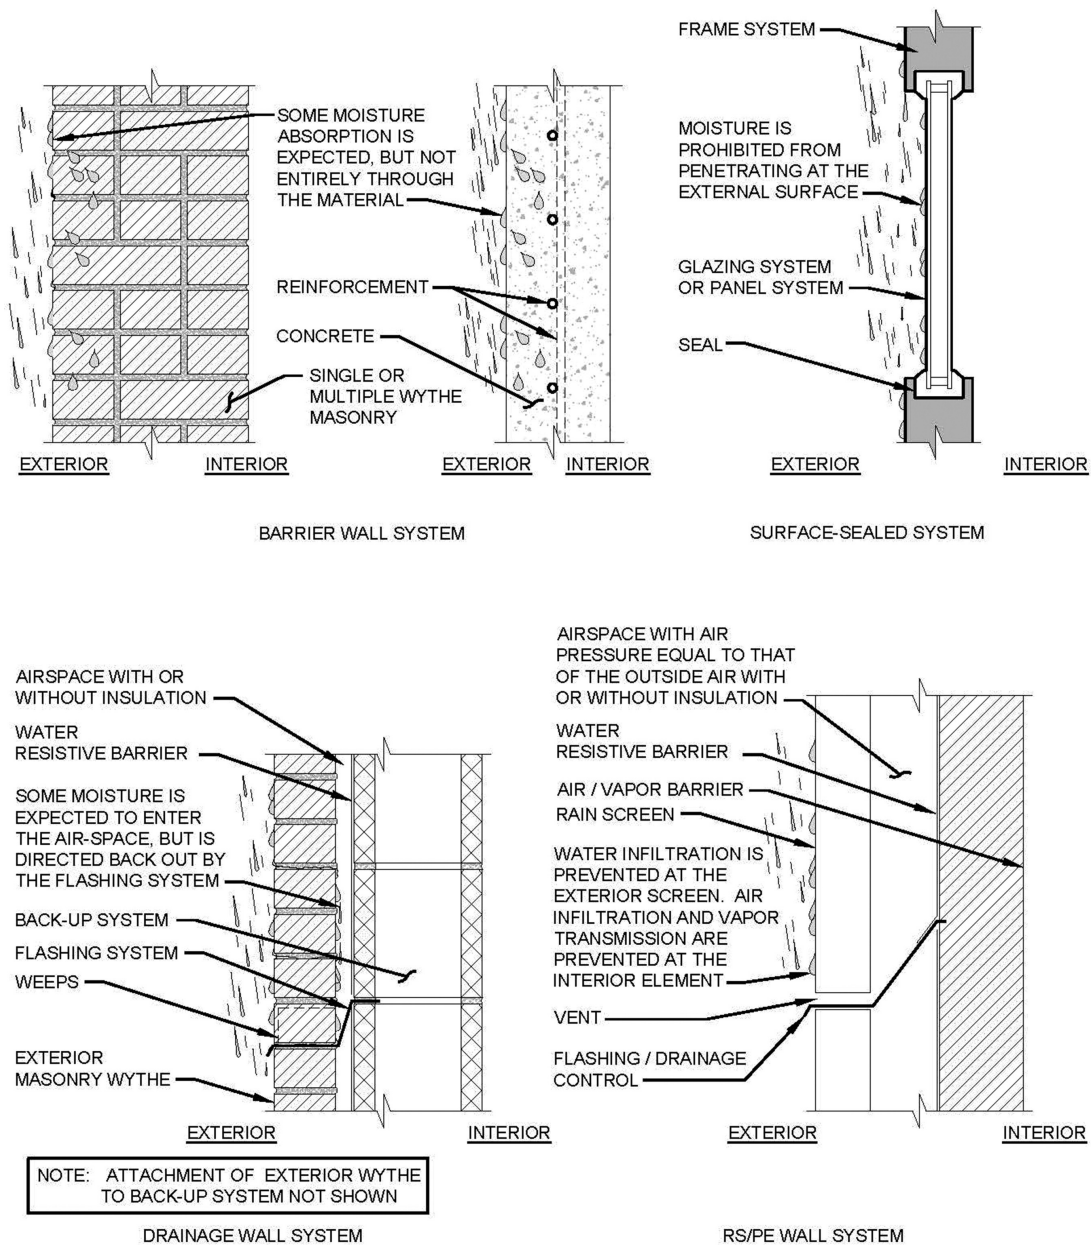 FRAME SYSTEM
SOME MOISTURE
ABSORPTION IS
EXPECTED, BUT NOT
ENTIRELY THROUGH
THE MATERIAL
REINFORCEMENT
CONCRETE
SINGLE OR
MULTIPLE WYTHE
MASONRY
MOISTURE IS
PROHIBITED FROM
PENETRATING AT THE
EXTERNAL SURFACE
GLAZING SYSTEM
OR PANEL SYSTEM
SEAL
EXTERIOR
INTERIOR
EXTERIOR
INTERIOR
EXTERIOR
INTERIOR
BARRIER WALL SYSTEM
SURFACE-SEALED SYSTEM
AIRSPACE WITH OR
WITHOUT INSULATION
WATER
RESISTIVE BARRIER
SOME MOISTURE IS
EXPECTED TO ENTER
THE AIR-SPACE, BUT IS
DIRECTED BACK OUT BY
THE FLASHING SYSTEM
BACK-UP SYSTEM
FLASHING SYSTEM
WEEPS
EXTERIOR
MASONRY WYTHE
EXTERIOR
INTERIOR
NOTE: ATTACHMENT OF EXTERIOR WYTHE
TO BACK-UP SYSTEM NOT SHOWN
DRAINAGE WALL SYSTEM
AIRSPACE WITH AIR
PRESSURE EQUAL TO THAT
OF THE OUTSIDE AIR WITH
OR WITHOUT INSULATION
WATER
RESISTIVE BARRIER
AIR / VAPOR BARRIER
RAIN SCREEN
WATER INFILTRATION IS
PREVENTED AT THE
EXTERIOR SCREEN. AIR
INFILTRATION AND VAPOR
TRANSMISSION ARE
PREVENTED AT THE
INTERIOR ELEMENT
VENT
FLASHING / DRAINAGE
CONTROL
EXTERIOR
INTERIOR
RS/PE WALL SYSTEM